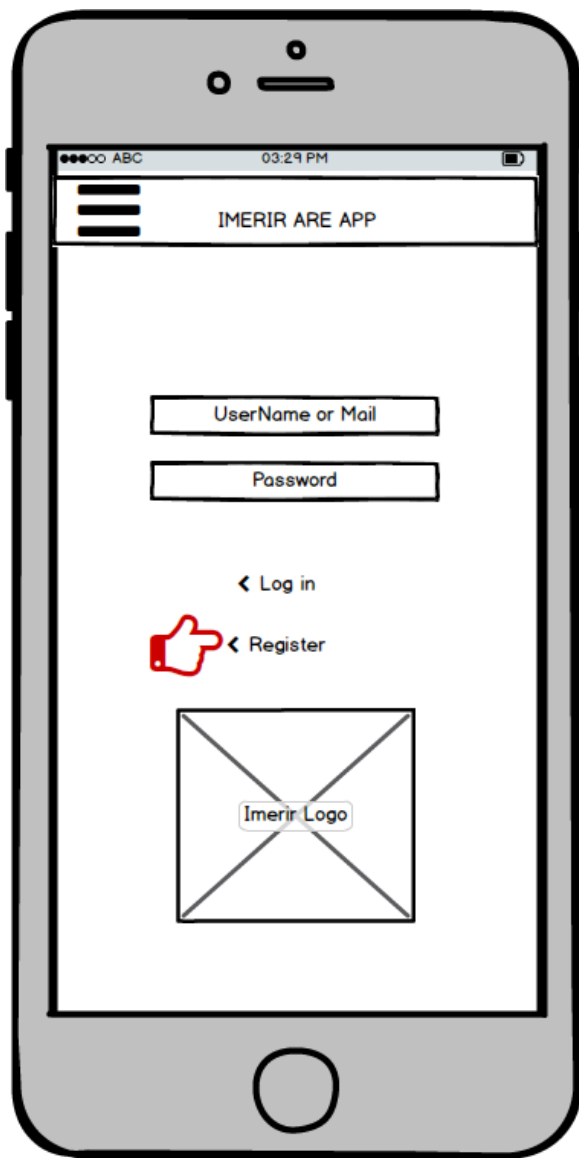 ABC 03:29 PM
IMERIR ARE APP
UserName or Mail
Password
Log in
Register
Imerir Logo